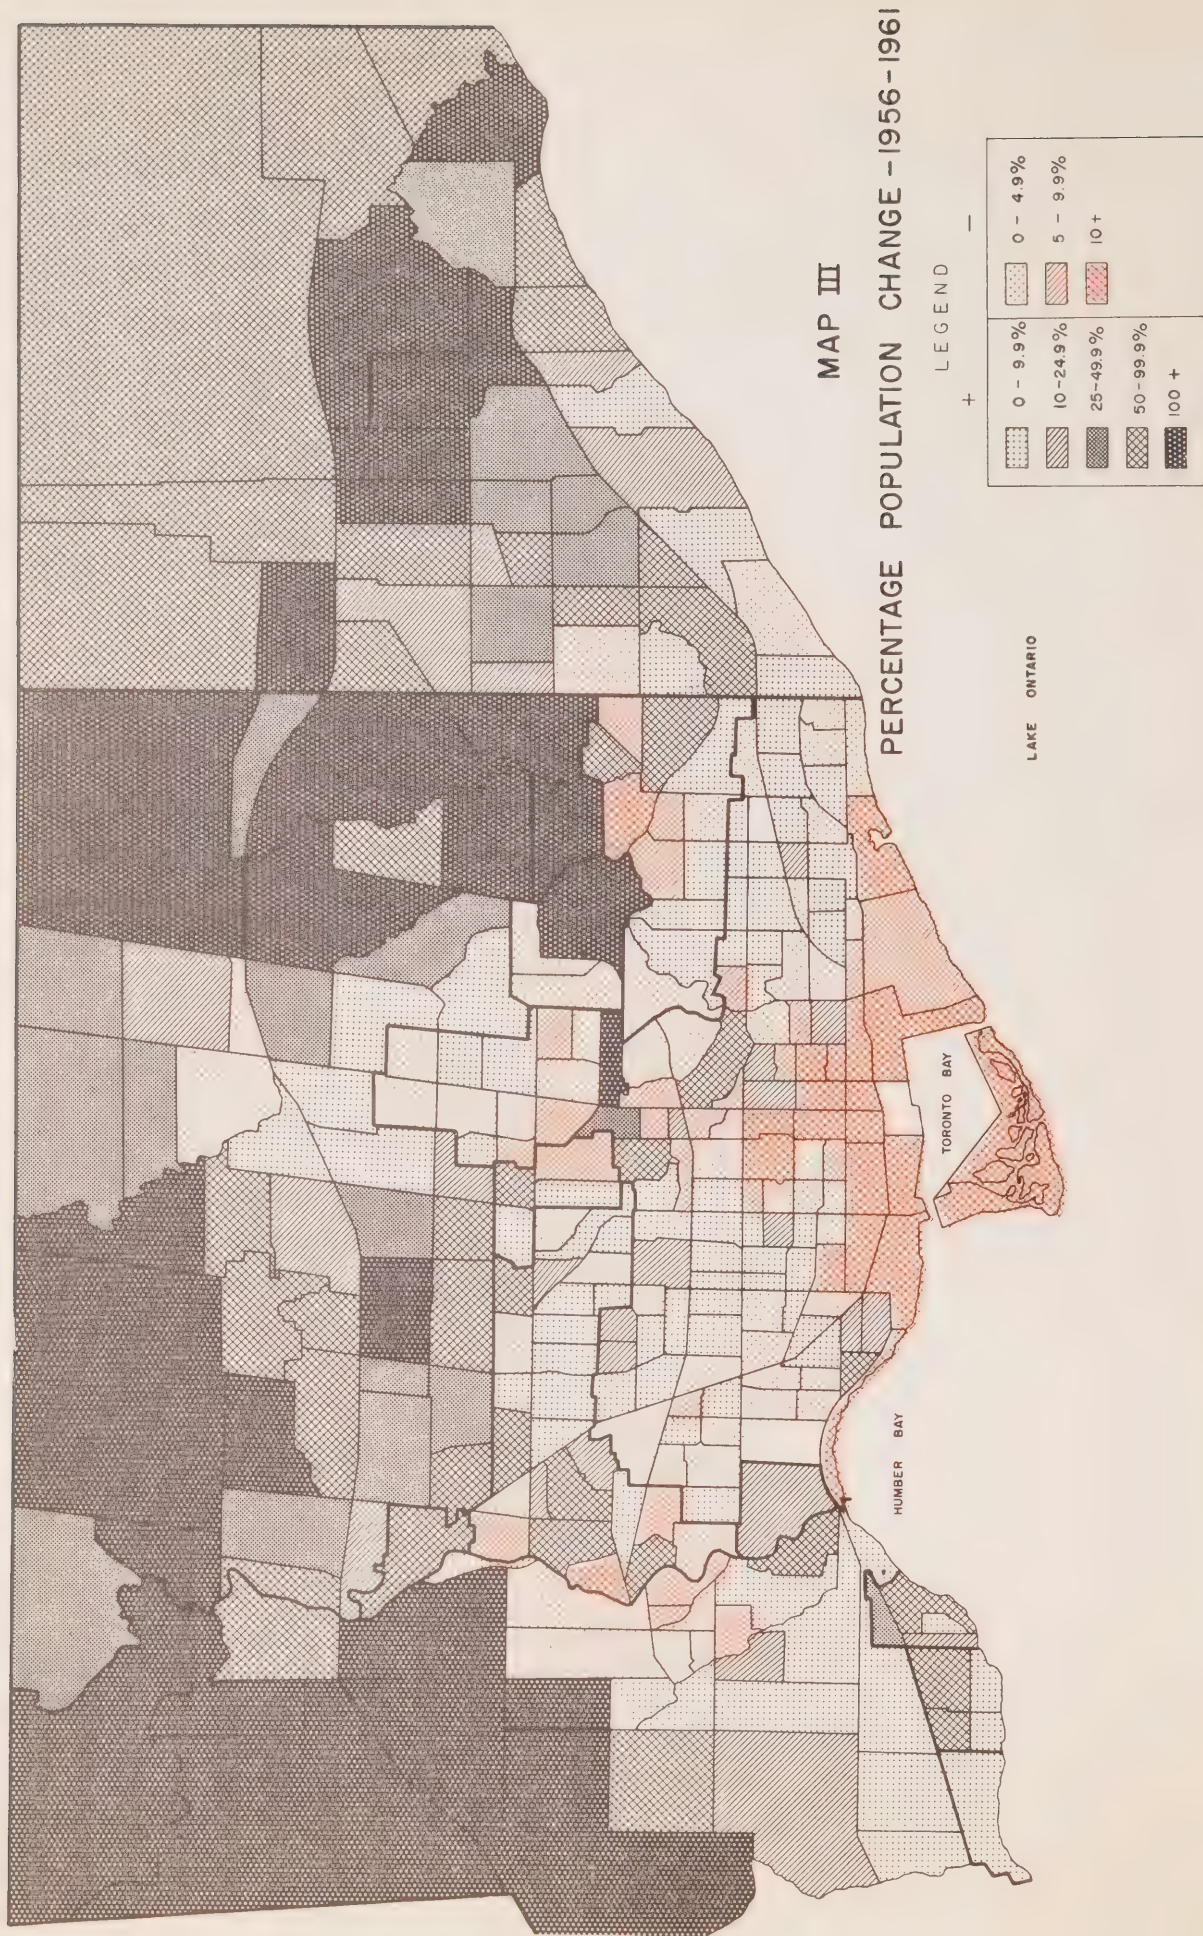 MAP III
PERCENTAGE POPULATION CHANGE - 1956 - 1961
LEGEND
+
−
0 - 9.9%
10-24.9%
25-49.9%
50-99.9%
100 +
0 - 4.9%
5 - 9.9%
10 +
LAKE ONTARIO
TORONTO BAY
HUMBER BAY